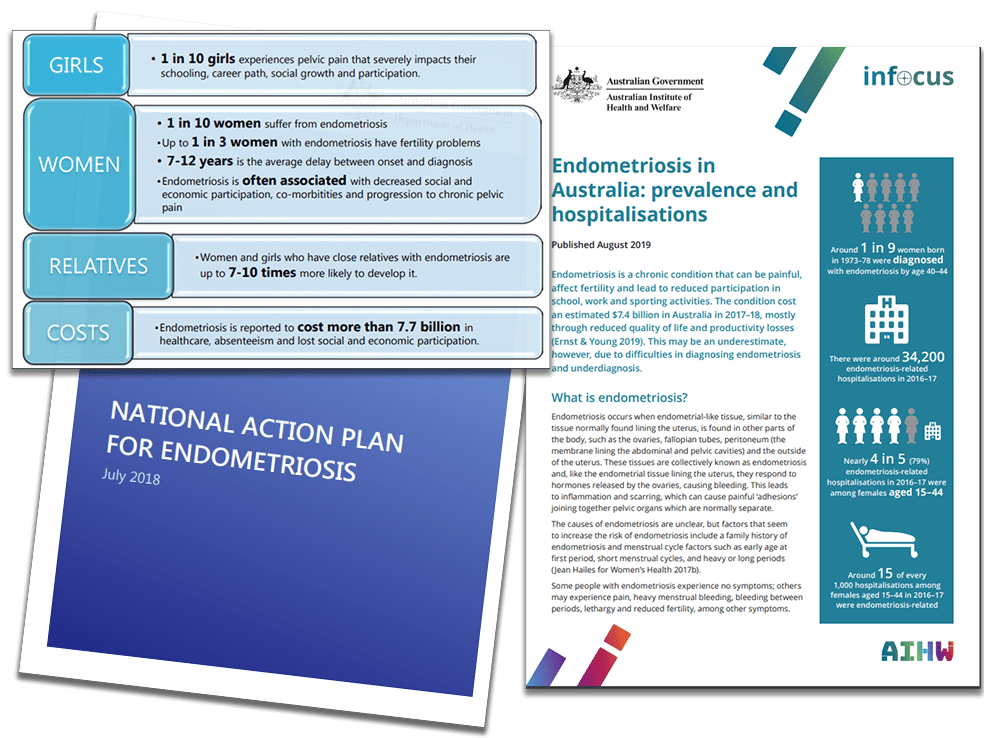 GIRLS
• 1 in 10 girls experiences pelvic pain that severely impacts their
schooling, career path, social growth and participation.
WOMEN
• 1 in 10 women suffer from endometriosis
•Up to 1 in 3 women with endometriosis have fertility problems
• 7-12 years is the average delay between onset and diagnosis
•Endometriosis is often associated with decreased social and
economic participation, co-morbitities and progression to chronic pelvic
pain
RELATIVES
•Women and girls who have close relatives with endometriosis are
up to 7-10 times more likely to develop it.
COSTS
•Endometriosis is reported to cost more than 7.7 billion in
healthcare, absenteeism and lost social and economic participation.
Australian Government
Department of Health
NATIONAL ACTION PLAN
FOR ENDOMETRIOSIS
July 2018
Australian Government
Australian Institute of
Health and Welfare
infocus
Endometriosis in
Australia: prevalence and
hospitalisations
Published August 2019
Endometriosis is a chronic condition that can be painful,
affect fertility and lead to reduced participation in
school, work and sporting activities. The condition cost
an estimated $7.4 billion in Australia in 2017–18, mostly
through reduced quality of life and productivity losses
(Ernst & Young 2019). This may be an underestimate,
however, due to difficulties in diagnosing endometriosis
and underdiagnosis.
What is endometriosis?
Endometriosis occurs when endometrial-like tissue, similar to the
tissue normally found lining the uterus, is found in other parts of
the body, such as the ovaries, fallopian tubes, peritoneum (the
membrane lining the abdominal and pelvic cavities) and the outside
of the uterus. These tissues are collectively known as endometriosis
and, like the endometrial tissue lining the uterus, they respond to
hormones released by the ovaries, causing bleeding. This leads
to inflammation and scarring, which can cause painful ‘adhesions’
joining together pelvic organs which are normally separate.
The causes of endometriosis are unclear, but factors that seem
to increase the risk of endometriosis include a family history of
endometriosis and menstrual cycle factors such as early age at
first period, short menstrual cycles, and heavy or long periods
(Jean Hailes for Women’s Health 2017b).
Some people with endometriosis experience no symptoms; others
may experience pain, heavy menstrual bleeding, bleeding between
periods, lethargy and reduced fertility, among other symptoms.
Around 1 in 9 women born
in 1973–78 were diagnosed
with endometriosis by age 40–44
There were around 34,200
endometriosis-related
hospitalisations in 2016–17
Nearly 4 in 5 (79%)
endometriosis-related
hospitalisations in 2016–17 were
among females aged 15–44
Around 15 of every
1,000 hospitalisations among
females aged 15–44 in 2016–17
were endometriosis-related
AIHW